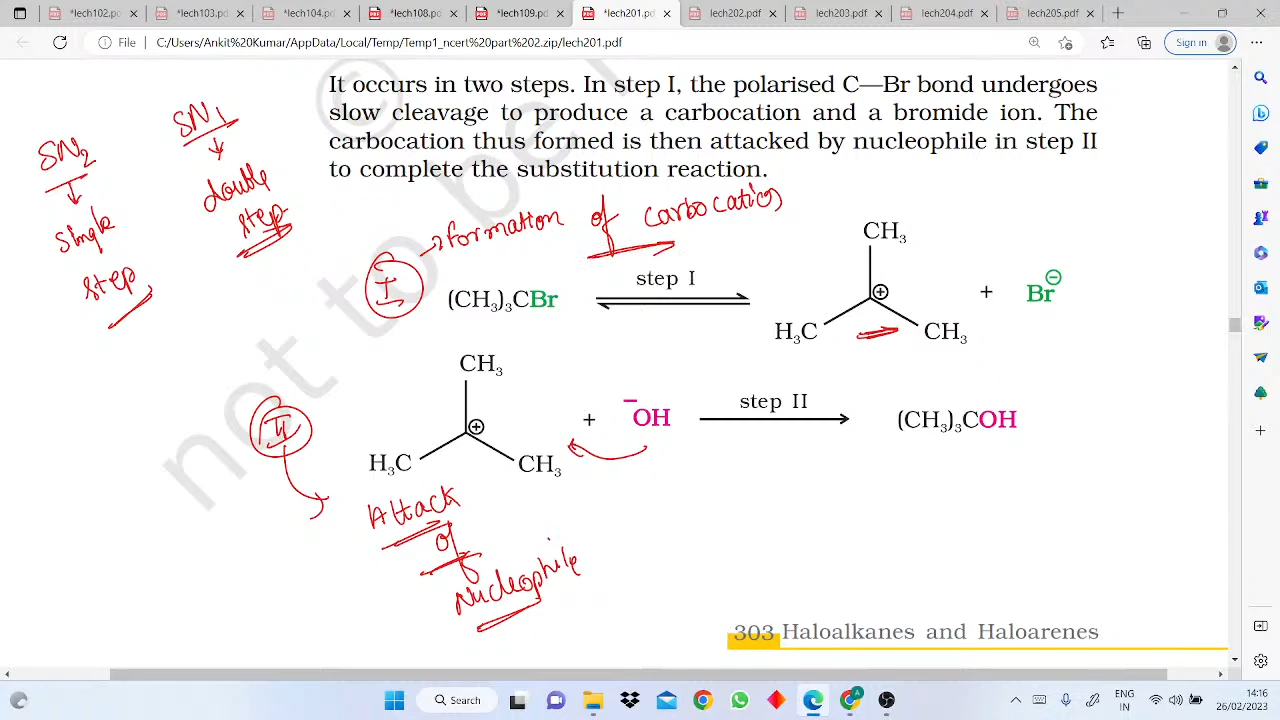 *lech102.pdf
*lech103.pdf
*lech104.pdf
*lech108.pdf
*lech109.pdf
*lech201.pdf
lech202.pdf
lech203.pdf
lech204.pdf
lech205.pdf
File
C:/Users/Ankit%20Kumar/AppData/Local/Temp/Temp1_ncert%20part%202.zip/lech201.pdf
Sign in
It occurs in two steps. In step I, the polarised C—Br bond undergoes
slow cleavage to produce a carbocation and a bromide ion. The
carbocation thus formed is then attacked by nucleophile in step II
to complete the substitution reaction.
SN2
↓
single
step
SN1
↓
double
step
I → formation of carbocation
(CH₃)₃CBr
step I
CH₃
⊕
H₃C
CH₃
+
Br⊖
II
CH₃
⊕
H₃C
CH₃
+
⁻OH
step II
(CH₃)₃COH
Attack
of
Nucleophile
© not to be
303 Haloalkanes and Haloarenes
Search
ENG
IN
14:16
26/02/2023